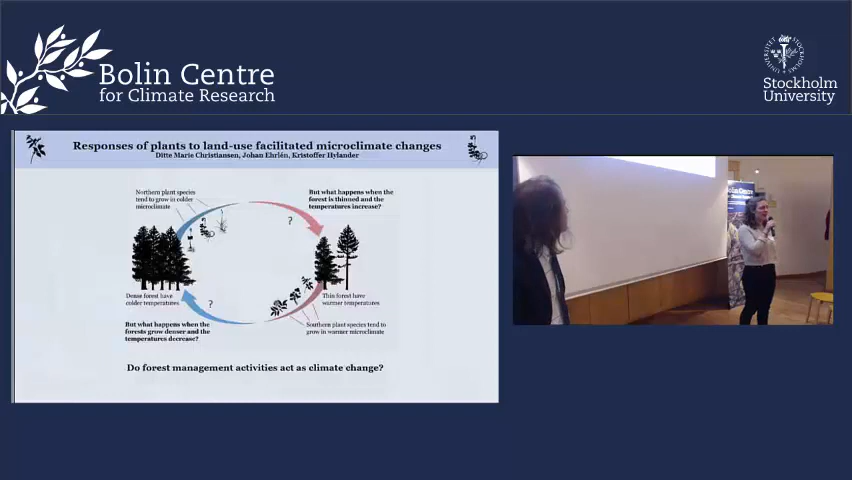 Bolin Centre
for Climate Research
Stockholm
University
Responses of plants to land-use facilitated microclimate changes
Ditte Marie Christiansen, Johan Ehrlén, Kristoffer Hylander
Northern plant species
tend to grow in colder
microclimate
But what happens when the
forest is thinned and the
temperatures increase?
?
Dense forest have
colder temperatures
Thin forest have
warmer temperatures
?
But what happens when the
forests grow denser and the
temperatures decrease?
Southern plant species tend to
grow in warmer microclimate
Do forest management activities act as climate change?
Bolin Centre